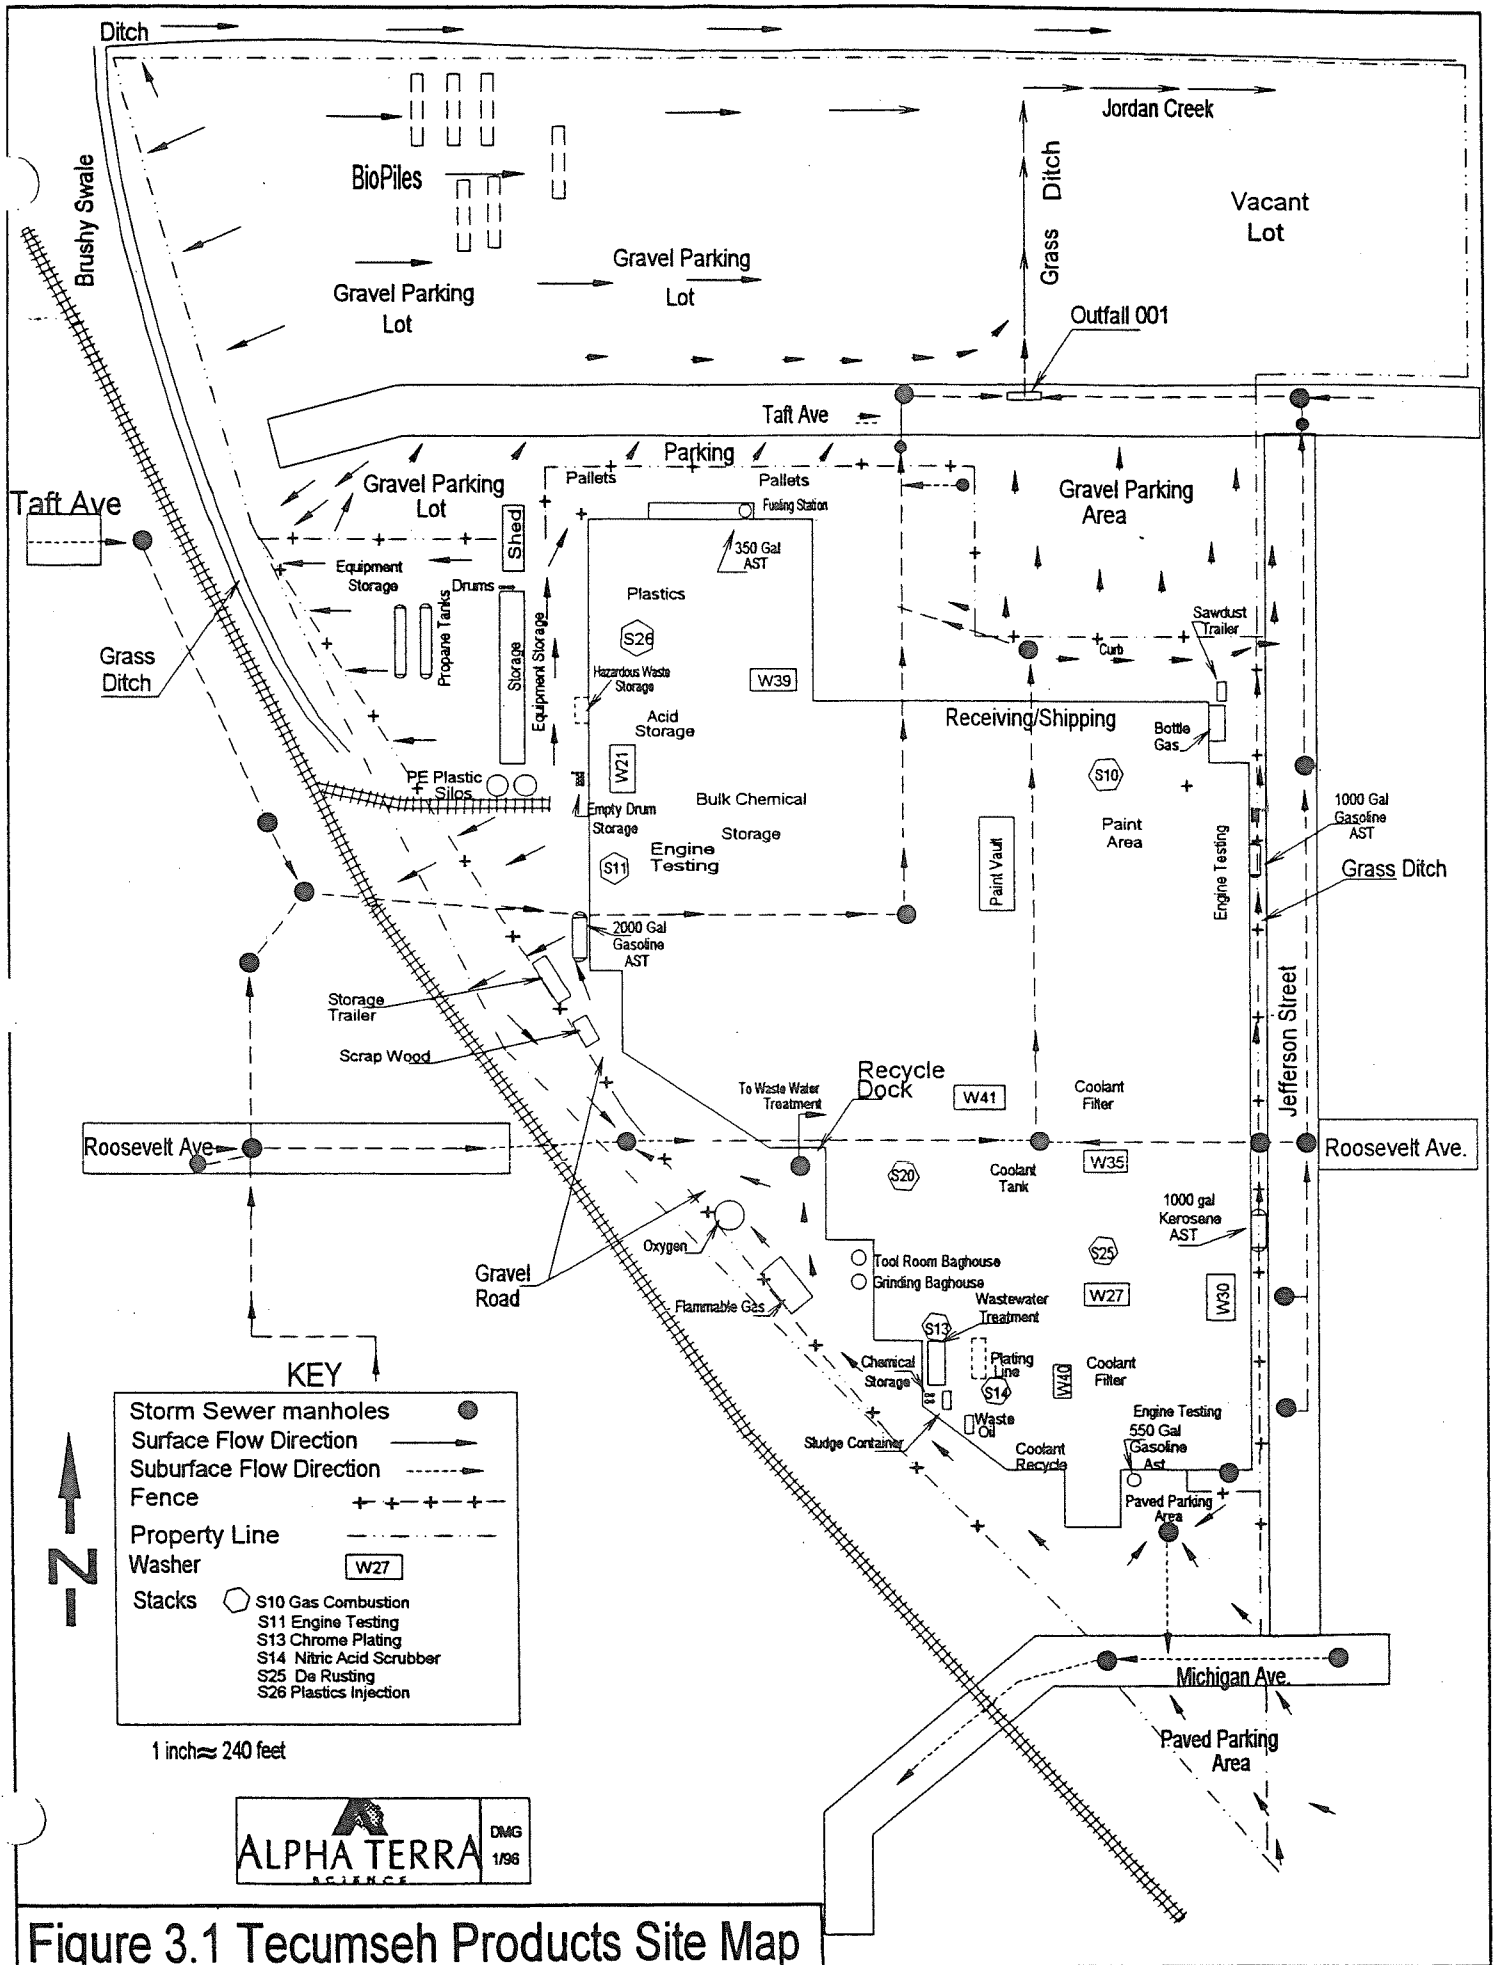 Ditch
Jordan Creek
Brushy Swale
BioPiles
Grass Ditch
Vacant
Lot
Gravel Parking
Lot
Gravel Parking
Lot
Outfall 001
Taft Ave
Parking
Taft Ave
Gravel Parking
Lot
Pallets
Pallets
Fueling Station
Gravel Parking
Area
Shed
350 Gal
AST
Equipment
Storage
Drums
Plastics
Propane Tanks
Storage
Equipment Storage
S26
Sawdust
Trailer
Curb
Grass
Ditch
Hazardous Waste
Storage
W39
Acid
Storage
Receiving/Shipping
Bottle
Gas
W21
PE Plastic
Silos
S10
Bulk Chemical
Storage
Empty Drum
Storage
1000 Gal
Gasoline
AST
Paint
Area
Engine
Testing
S11
Paint Vault
Engine Testing
Grass Ditch
2000 Gal
Gasoline
AST
Storage
Trailer
Jefferson Street
Scrap Wood
Recycle
Dock
To Waste Water
Treatment
W41
Coolant
Filter
Roosevelt Ave
Roosevelt Ave.
W35
S20
Coolant
Tank
1000 gal
Kerosene
AST
Oxygen
S25
Gravel
Road
Tool Room Baghouse
Grinding Baghouse
Flammable Gas
Wastewater
Treatment
W27
W30
S13
Chemical
Storage
Plating
Line
S14
W40
Coolant
Filter
Waste
Oil
Sludge Container
Coolant
Recycle
Engine Testing
550 Gal
Gasoline
Ast
Paved Parking
Area
Michigan Ave.
Paved Parking
Area
KEY
Storm Sewer manholes
Surface Flow Direction
Suburface Flow Direction
Fence
Property Line
Washer
W27
Stacks
S10 Gas Combustion
S11 Engine Testing
S13 Chrome Plating
S14 Nitric Acid Scrubber
S25 De Rusting
S26 Plastics Injection
N
1 inch≈ 240 feet
ALPHA TERRA
SCIENCE
DMG
1/96
Figure 3.1 Tecumseh Products Site Map